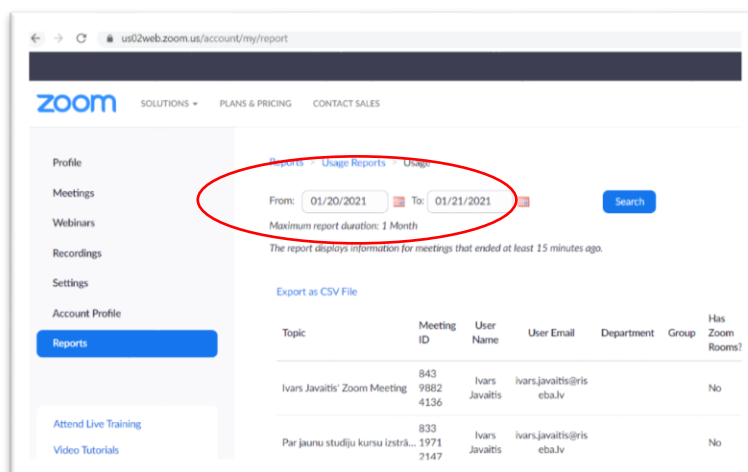 us02web.zoom.us/account/my/report
zoom SOLUTIONS PLANS & PRICING CONTACT SALES
Profile
Meetings
Webinars
Recordings
Settings
Account Profile
Reports
Attend Live Training
Video Tutorials
Reports > Usage Reports > Usage
From: 01/20/2021 To: 01/21/2021 Search
Maximum report duration: 1 Month
The report displays information for meetings that ended at least 15 minutes ago.
Export as CSV File
Topic Meeting ID User Name User Email Department Group Has Zoom Rooms?
Ivars Javaitis' Zoom Meeting 843 9882 4136 Ivars Javaitis ivars.javaitis@riseba.lv No
Par jaunu studiju kursu izstrā... 833 1971 2147 Ivars Javaitis ivars.javaitis@riseba.lv No